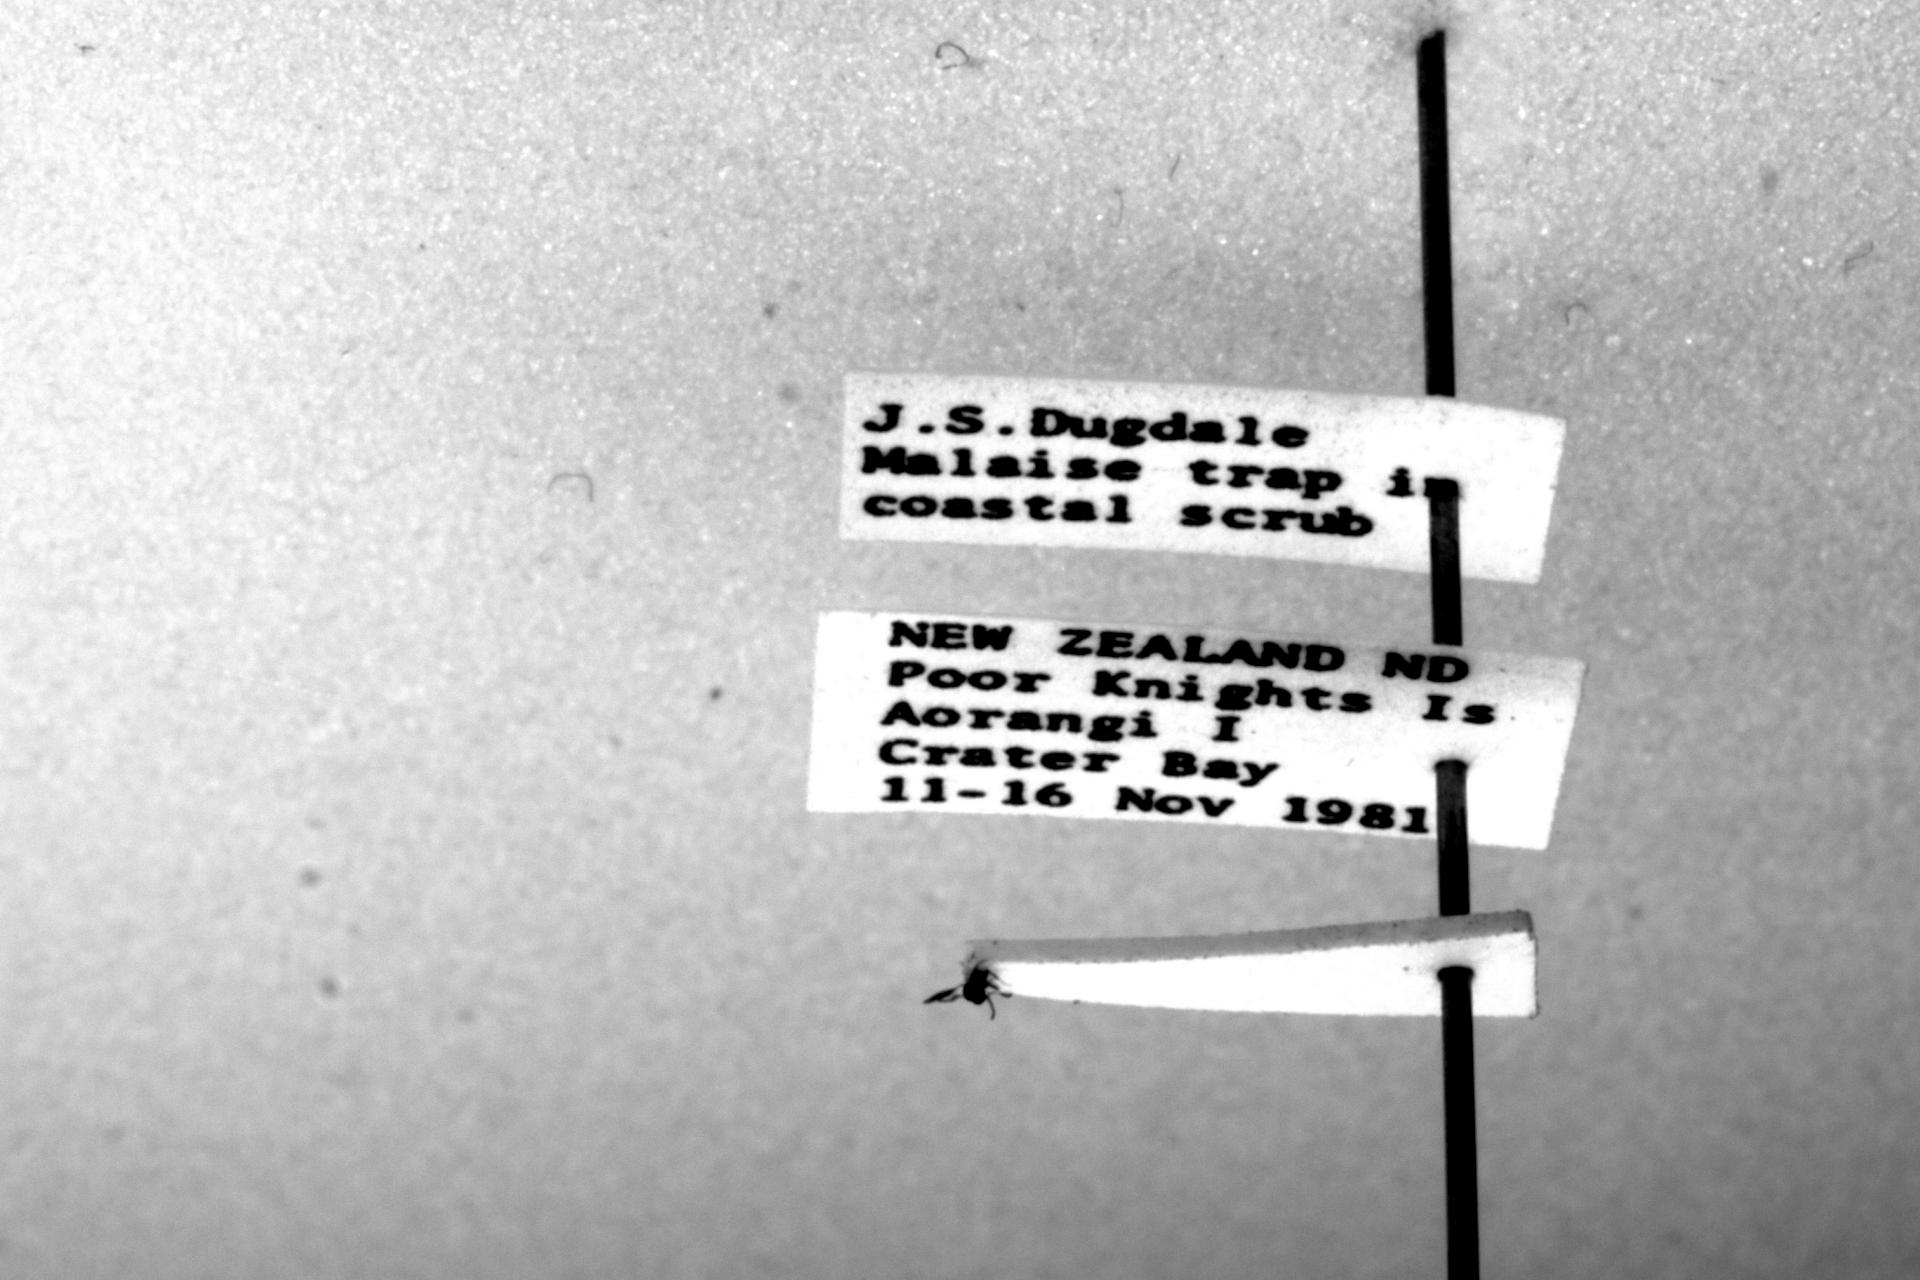 J.S.Dugdale
Malaise trap in
coastal scrub
NEW ZEALAND ND
Poor Knights Is
Aorangi I
Crater Bay
11-16 Nov 1981